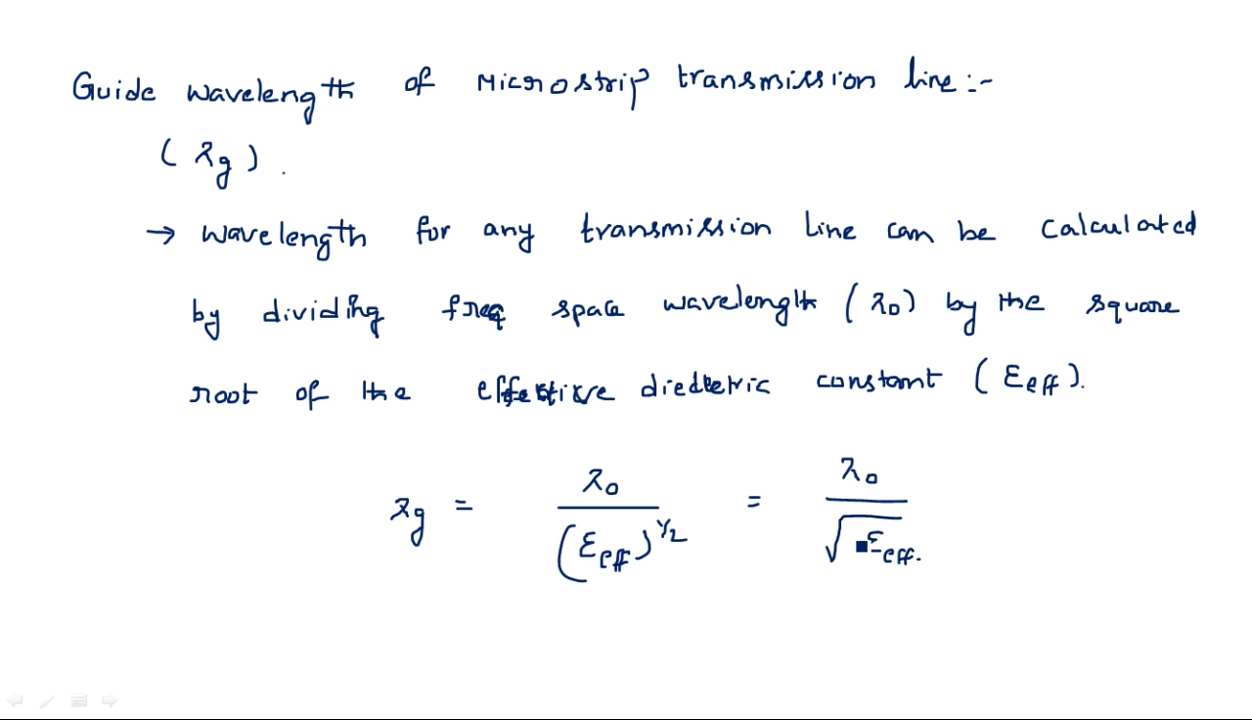 Guide wavelength of Microstrip transmission line :-
(λg).
→ wavelength for any transmission Line can be calculated
by dividing free space wavelength (λ0) by the square
root of the effective dielectric constant (εeff).
λg = λ0 / (εeff)^1/2 = λ0 / √εeff.